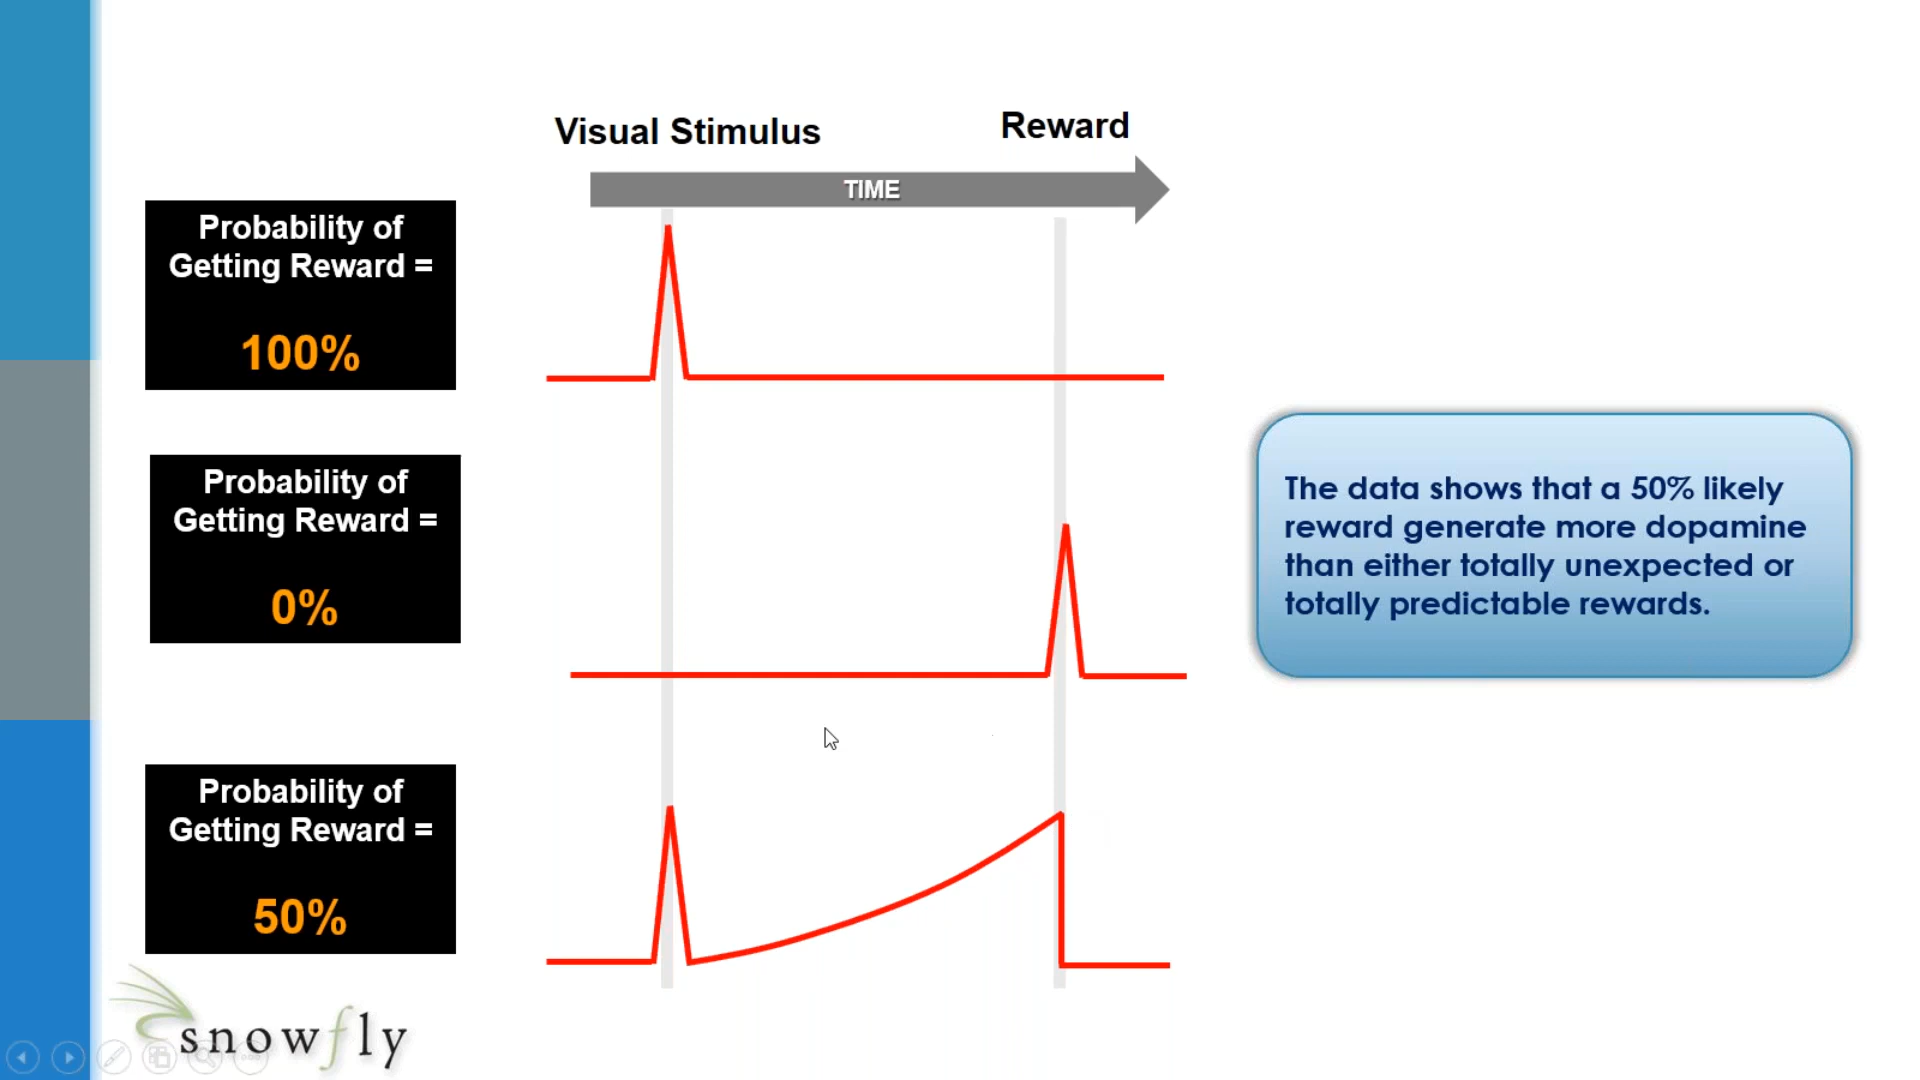 Visual Stimulus
Reward
TIME
Probability of
Getting Reward =
100%
Probability of
Getting Reward =
0%
The data shows that a 50% likely
reward generate more dopamine
than either totally unexpected or
totally predictable rewards.
Probability of
Getting Reward =
50%
snowfly